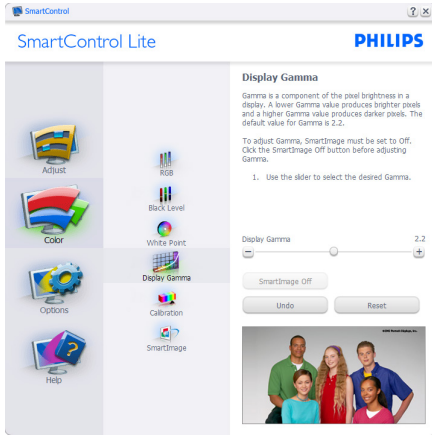 SmartControl
SmartControl Lite
PHILIPS
Adjust
Color
Options
Help
RGB
Black Level
White Point
Display Gamma
Calibration
SmartImage
Display Gamma
Gamma is a component of the pixel brightness in a
display. A lower Gamma value produces brighter pixels
and a higher Gamma value produces darker pixels. The
default value for Gamma is 2.2.
To adjust Gamma, SmartImage must be set to Off.
Click the SmartImage Off button before adjusting
Gamma.
1. Use the slider to select the desired Gamma.
Display Gamma 2.2
SmartImage Off
Undo Reset